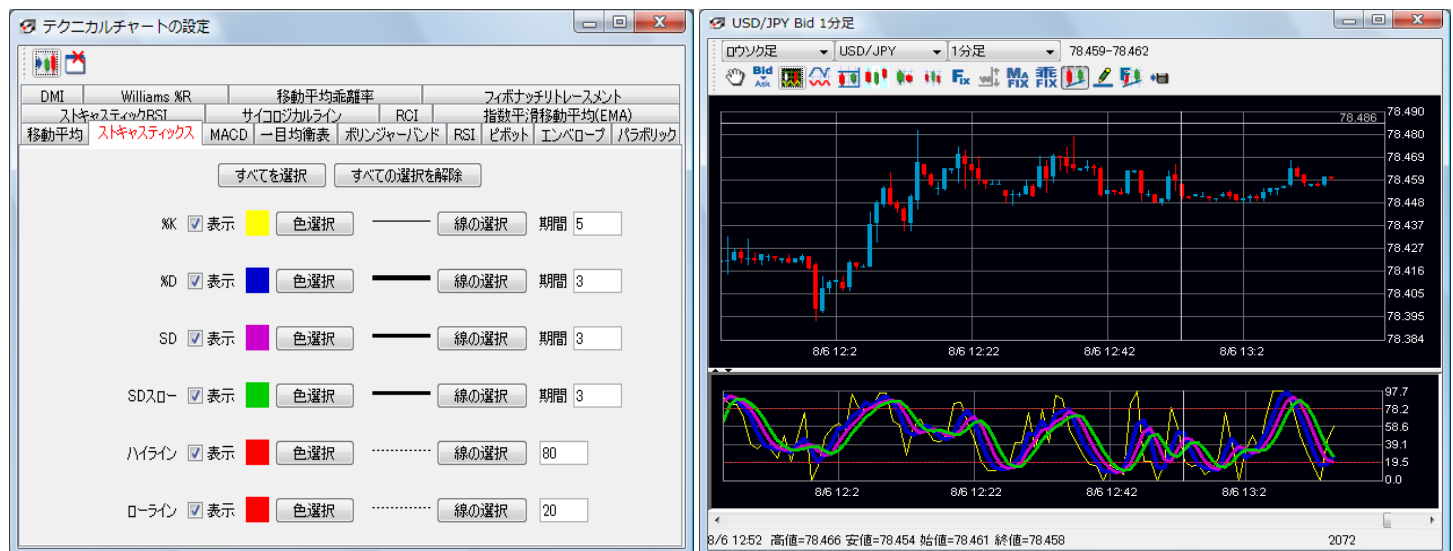 テクニカルチャートの設定
DMI Williams %R 移動平均乖離率 フィボナッチリトレースメント
ストキャスティックRSI サイコロジカルライン RCI 指数平滑移動平均(EMA)
移動平均 ストキャスティックス MACD 一目均衡表 ボリンジャーバンド RSI ピボット エンベロープ パラボリック
すべてを選択 すべての選択を解除
%K 表示 色選択 線の選択 期間 5
%D 表示 色選択 線の選択 期間 3
SD 表示 色選択 線の選択 期間 3
SDスロー 表示 色選択 線の選択 期間 3
ハイライン 表示 色選択 線の選択 80
ローライン 表示 色選択 線の選択 20
USD/JPY Bid 1分足
ロウソク足 USD/JPY 1分足 78.459-78.462
Bid Ask Fix MA FIX 乖 FIX
78.490
78.486
78.480
78.469
78.459
78.448
78.437
78.427
78.416
78.405
78.395
78.384
8/6 12:2 8/6 12:22 8/6 12:42 8/6 13:2
97.7
78.2
58.6
39.1
19.5
0.0
8/6 12:2 8/6 12:22 8/6 12:42 8/6 13:2
8/6 12:52 高値=78.466 安値=78.454 始値=78.461 終値=78.458 2072